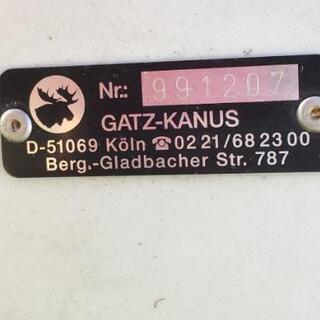 Nr.: 991207
GATZ-KANUS
D-51069 Köln ☎ 02 21/68 23 00
Berg.-Gladbacher Str. 787